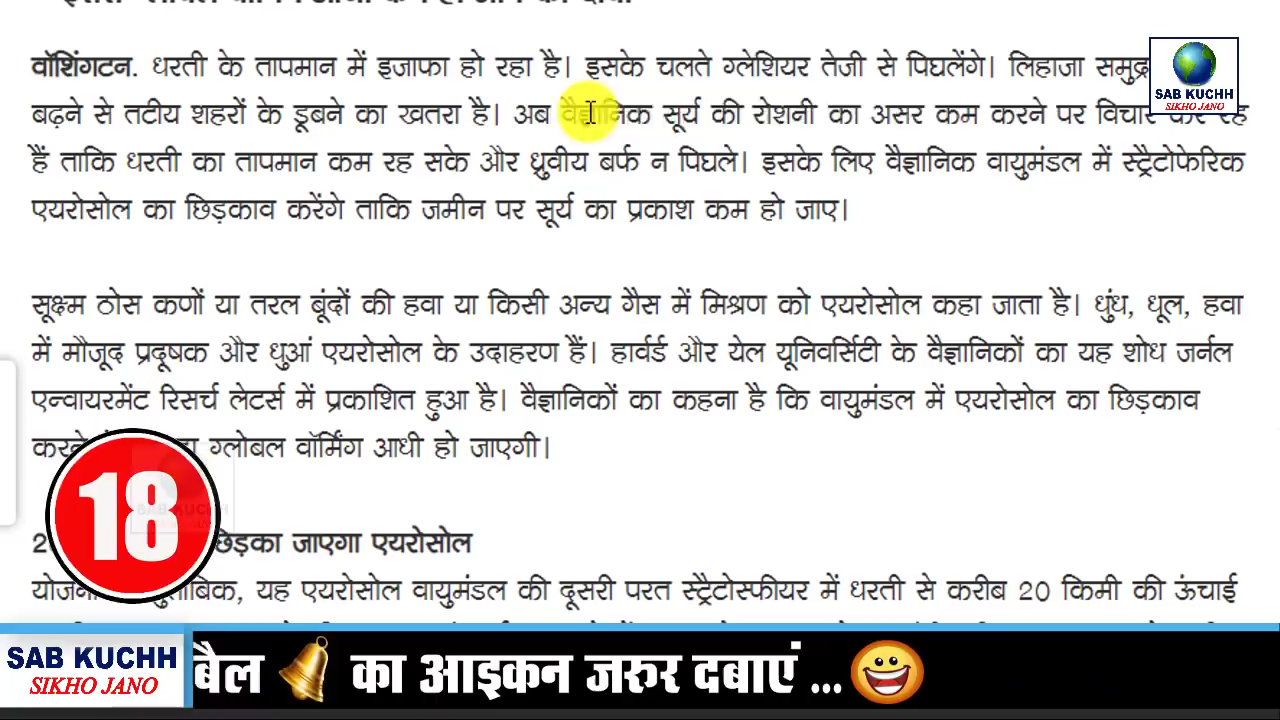 वॉशिंगटन. धरती के तापमान में इजाफा हो रहा है। इसके चलते ग्लेशियर तेजी से पिघलेंगे। लिहाजा समुद्र
बढ़ने से तटीय शहरों के डूबने का खतरा है। अब वैज्ञानिक सूर्य की रोशनी का असर कम करने पर विचार कर रहे
हैं ताकि धरती का तापमान कम रह सके और ध्रुवीय बर्फ न पिघले। इसके लिए वैज्ञानिक वायुमंडल में स्ट्रैटोफेरिक
एयरोसोल का छिड़काव करेंगे ताकि जमीन पर सूर्य का प्रकाश कम हो जाए।
सूक्ष्म ठोस कणों या तरल बूंदों की हवा या किसी अन्य गैस में मिश्रण को एयरोसोल कहा जाता है। धुंध, धूल, हवा
में मौजूद प्रदूषक और धुआं एयरोसोल के उदाहरण हैं। हार्वर्ड और येल यूनिवर्सिटी के वैज्ञानिकों का यह शोध जर्नल
एन्वायरमेंट रिसर्च लेटर्स में प्रकाशित हुआ है। वैज्ञानिकों का कहना है कि वायुमंडल में एयरोसोल का छिड़काव
ग्लोबल वॉर्मिंग आधी हो जाएगी।
छिड़का जाएगा एयरोसोल
यह एयरोसोल वायुमंडल की दूसरी परत स्ट्रैटोस्फीयर में धरती से करीब 20 किमी की ऊंचाई
SAB KUCHH
SIKHO JANO
18
SAB KUCHH
SIKHO JANO
बैल का आइकन जरुर दबाएं ...